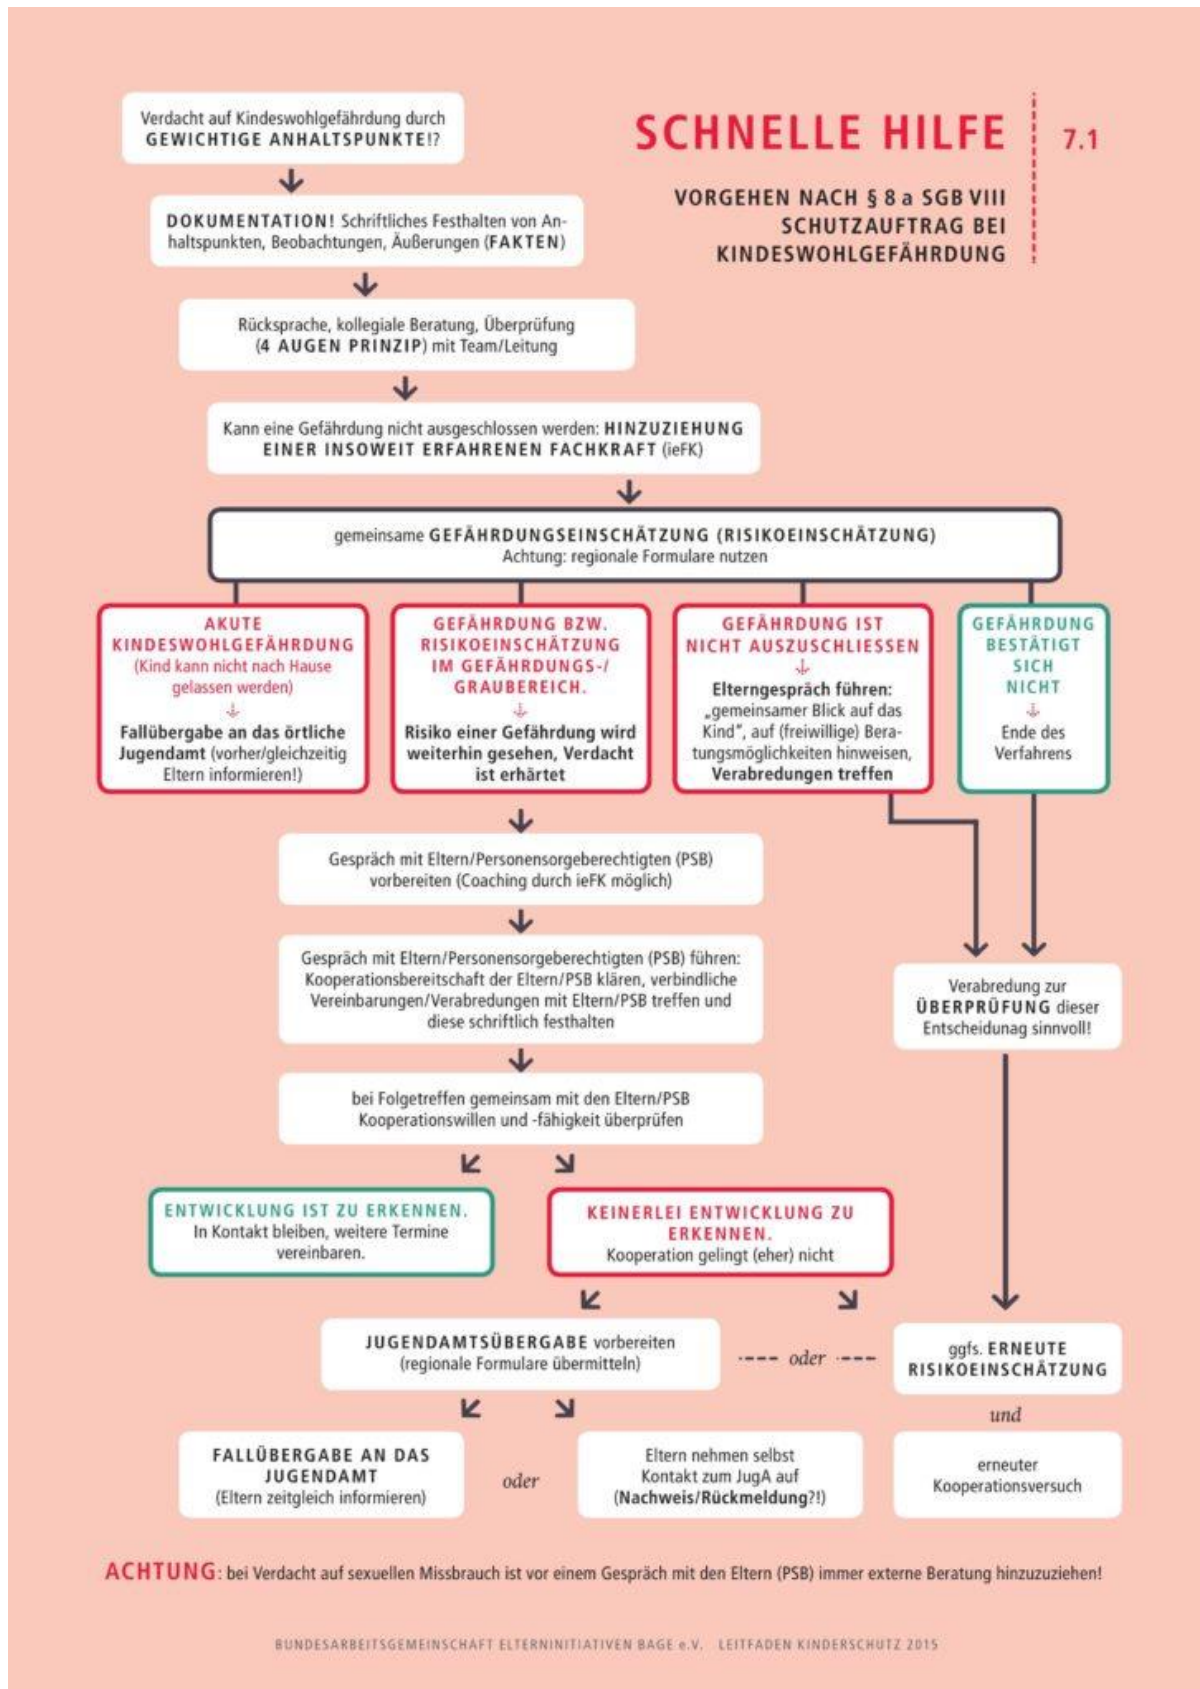 SCHNELLE HILFE
7.1
VORGEHEN NACH § 8 a SGB VIII
SCHUTZAUFTRAG BEI
KINDESWOHLGEFÄHRDUNG
Verdacht auf Kindeswohlgefährdung durch
GEWICHTIGE ANHALTSPUNKTE!?
DOKUMENTATION! Schriftliches Festhalten von An-
haltspunkten, Beobachtungen, Äußerungen (FAKTEN)
Rücksprache, kollegiale Beratung, Überprüfung
(4 AUGEN PRINZIP) mit Team/Leitung
Kann eine Gefährdung nicht ausgeschlossen werden: HINZUZIEHUNG
EINER INSOWEIT ERFAHRENEN FACHKRAFT (ieFK)
gemeinsame GEFÄHRDUNGSEINSCHÄTZUNG (RISIKOEINSCHÄTZUNG)
Achtung: regionale Formulare nutzen
AKUTE
KINDESWOHLGEFÄHRDUNG
(Kind kann nicht nach Hause
gelassen werden)
Fallübergabe an das örtliche
Jugendamt (vorher/gleichzeitig
Eltern informieren!)
GEFÄHRDUNG BZW.
RISIKOEINSCHÄTZUNG
IM GEFÄHRDUNGS-/
GRAUBEREICH.
Risiko einer Gefährdung wird
weiterhin gesehen, Verdacht
ist erhärtet
GEFÄHRDUNG IST
NICHT AUSZUSCHLIESSEN
Elterngespräch führen:
„gemeinsamer Blick auf das
Kind", auf (freiwillige) Bera-
tungsmöglichkeiten hinweisen,
Verabredungen treffen
GEFÄHRDUNG
BESTÄTIGT
SICH
NICHT
Ende des
Verfahrens
Gespräch mit Eltern/Personensorgeberechtigten (PSB)
vorbereiten (Coaching durch ieFK möglich)
Gespräch mit Eltern/Personensorgeberechtigten (PSB) führen:
Kooperationsbereitschaft der Eltern/PSB klären, verbindliche
Vereinbarungen/Verabredungen mit Eltern/PSB treffen und
diese schriftlich festhalten
Verabredung zur
ÜBERPRÜFUNG dieser
Entscheidunag sinnvoll!
bei Folgetreffen gemeinsam mit den Eltern/PSB
Kooperationswillen und -fähigkeit überprüfen
ENTWICKLUNG IST ZU ERKENNEN.
In Kontakt bleiben, weitere Termine
vereinbaren.
KEINERLEI ENTWICKLUNG ZU
ERKENNEN.
Kooperation gelingt (eher) nicht
JUGENDAMTSÜBERGABE vorbereiten
(regionale Formulare übermitteln)
oder
ggfs. ERNEUTE
RISIKOEINSCHÄTZUNG
und
FALLÜBERGABE AN DAS
JUGENDAMT
(Eltern zeitgleich informieren)
oder
Eltern nehmen selbst
Kontakt zum JugA auf
(Nachweis/Rückmeldung?!)
erneuter
Kooperationsversuch
ACHTUNG: bei Verdacht auf sexuellen Missbrauch ist vor einem Gespräch mit den Eltern (PSB) immer externe Beratung hinzuzuziehen!
BUNDESARBEITSGEMEINSCHAFT ELTERNINITIATIVEN BAGE e.V. LEITFADEN KINDERSCHUTZ 2015